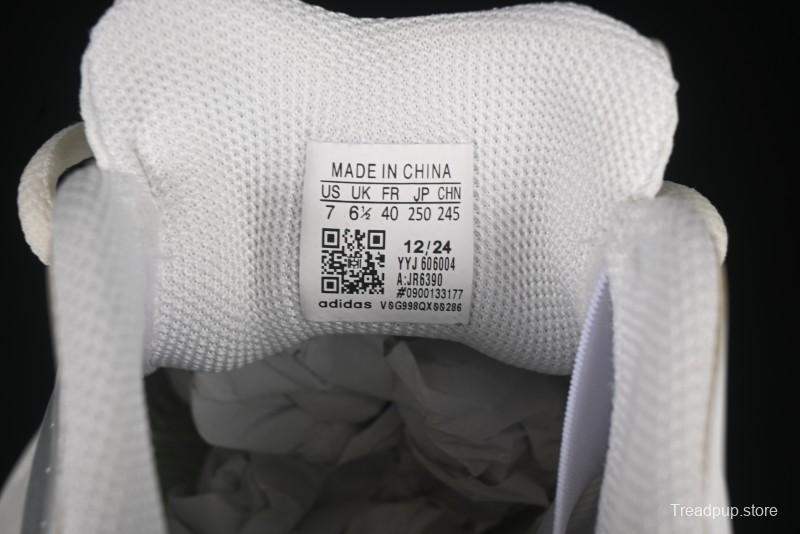 MADE IN CHINA
US UK FR JP CHN
7 6½ 40 250 245
12/24
YYJ 606004
A:JR6390
#0900133177
adidas V0G998QX00286
Treadpup.store